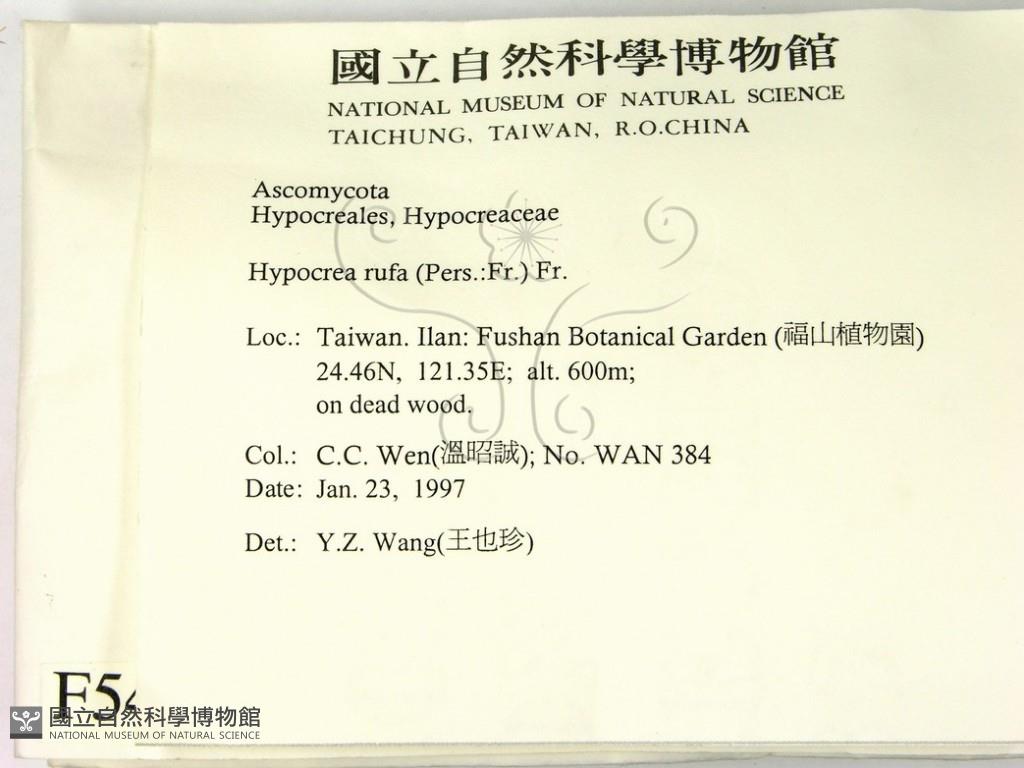 國立自然科學博物館
NATIONAL MUSEUM OF NATURAL SCIENCE
TAICHUNG, TAIWAN, R.O.CHINA
Ascomycota
Hypocreales, Hypocreaceae
Hypocrea rufa (Pers.:Fr.) Fr.
Loc.: Taiwan. Ilan: Fushan Botanical Garden (福山植物園)
24.46N, 121.35E; alt. 600m;
on dead wood.
Col.: C.C. Wen(溫昭誠); No. WAN 384
Date: Jan. 23, 1997
Det.: Y.Z. Wang(王也珍)
國立自然科學博物館
NATIONAL MUSEUM OF NATURAL SCIENCE